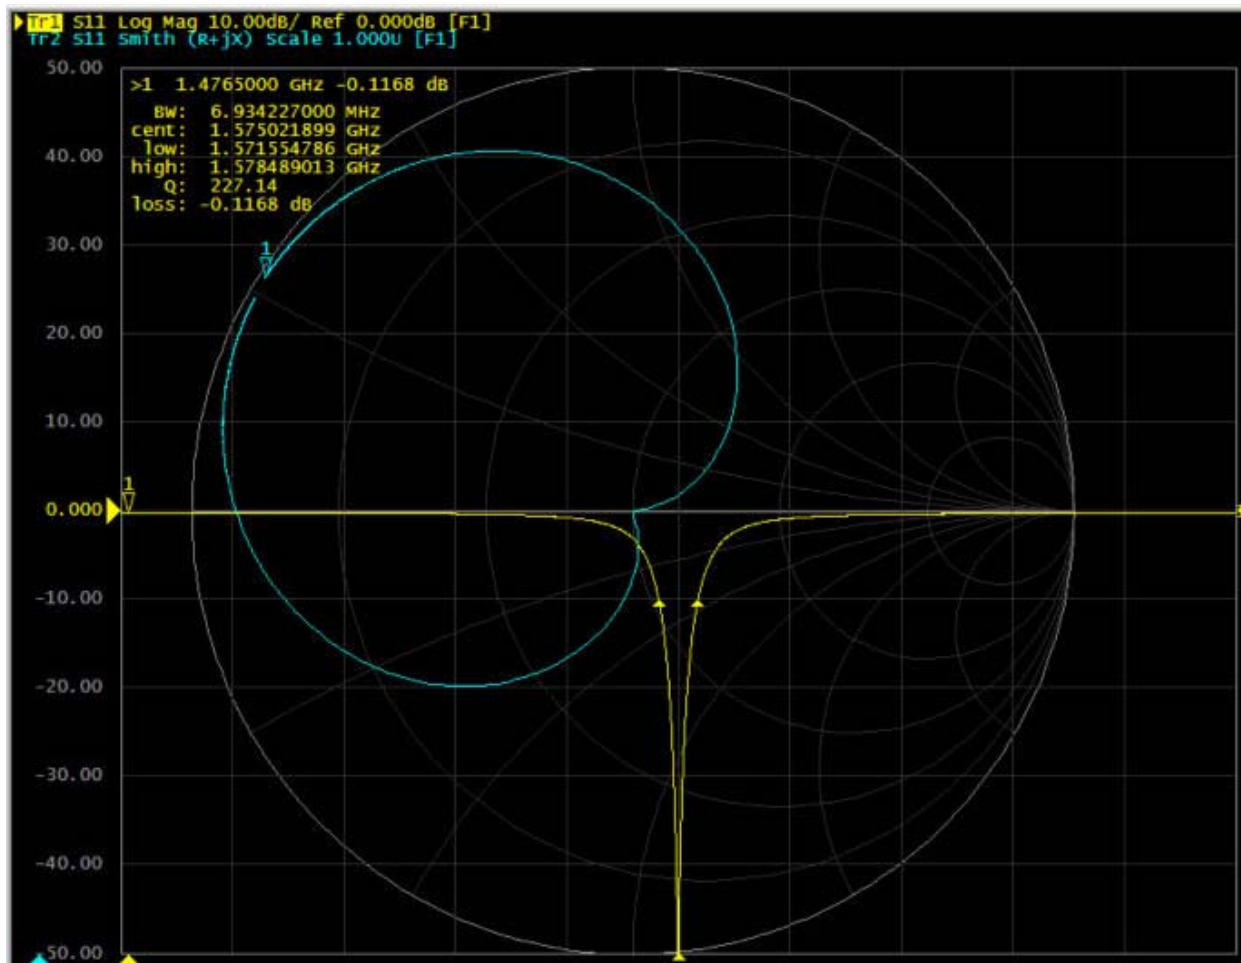 Tr1 S11 Log Mag 10.00dB/ Ref 0.000dB [F1]
Tr2 S11 Smith (R+jX) Scale 1.000U [F1]
50.00
>1 1.4765000 GHz -0.1168 dB
BW: 6.934227000 MHz
cent: 1.575021899 GHz
low: 1.571554786 GHz
high: 1.578489013 GHz
Q: 227.14
loss: -0.1168 dB
40.00
30.00
1
20.00
10.00
1
0.000
-10.00
-20.00
-30.00
-40.00
-50.00